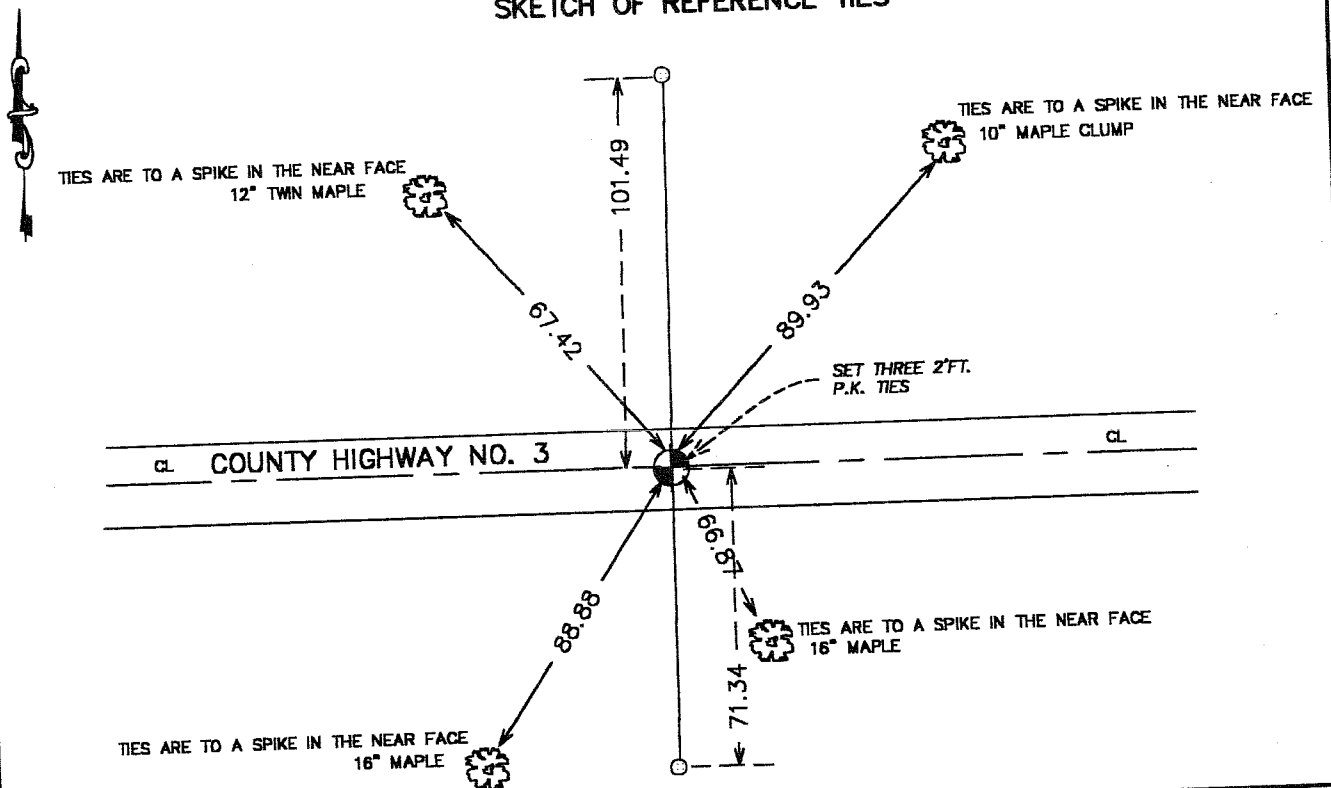 SKETCH OF REFERENCE TIES
TIES ARE TO A SPIKE IN THE NEAR FACE
10" MAPLE CLUMP
TIES ARE TO A SPIKE IN THE NEAR FACE
12" TWIN MAPLE
101.49
67.42
89.93
SET THREE 2'FT.
P.K. TIES
CL COUNTY HIGHWAY NO. 3
CL
66.87
88.88
TIES ARE TO A SPIKE IN THE NEAR FACE
16" MAPLE
71.34
TIES ARE TO A SPIKE IN THE NEAR FACE
16" MAPLE